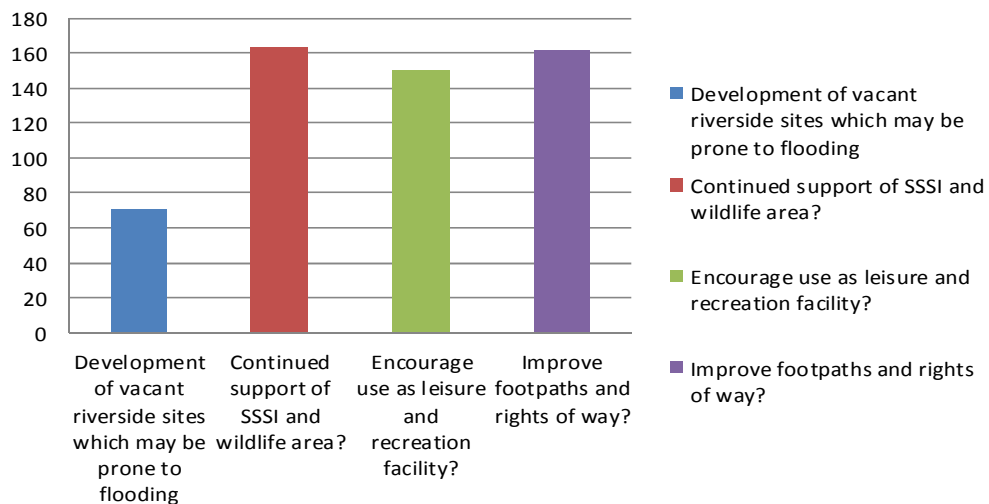 180
160
140
120
100
80
60
40
20
0
Development
of vacant
riverside sites
which may be
prone to
flooding
Continued
support of
SSSI and
wildlife area?
Encourage
use as leisure
and
recreation
facility?
Improve
footpaths and
rights of way?
Development of vacant
riverside sites which may be
prone to flooding
Continued support of SSSI and
wildlife area?
Encourage use as leisure and
recreation facility?
Improve footpaths and rights
of way?